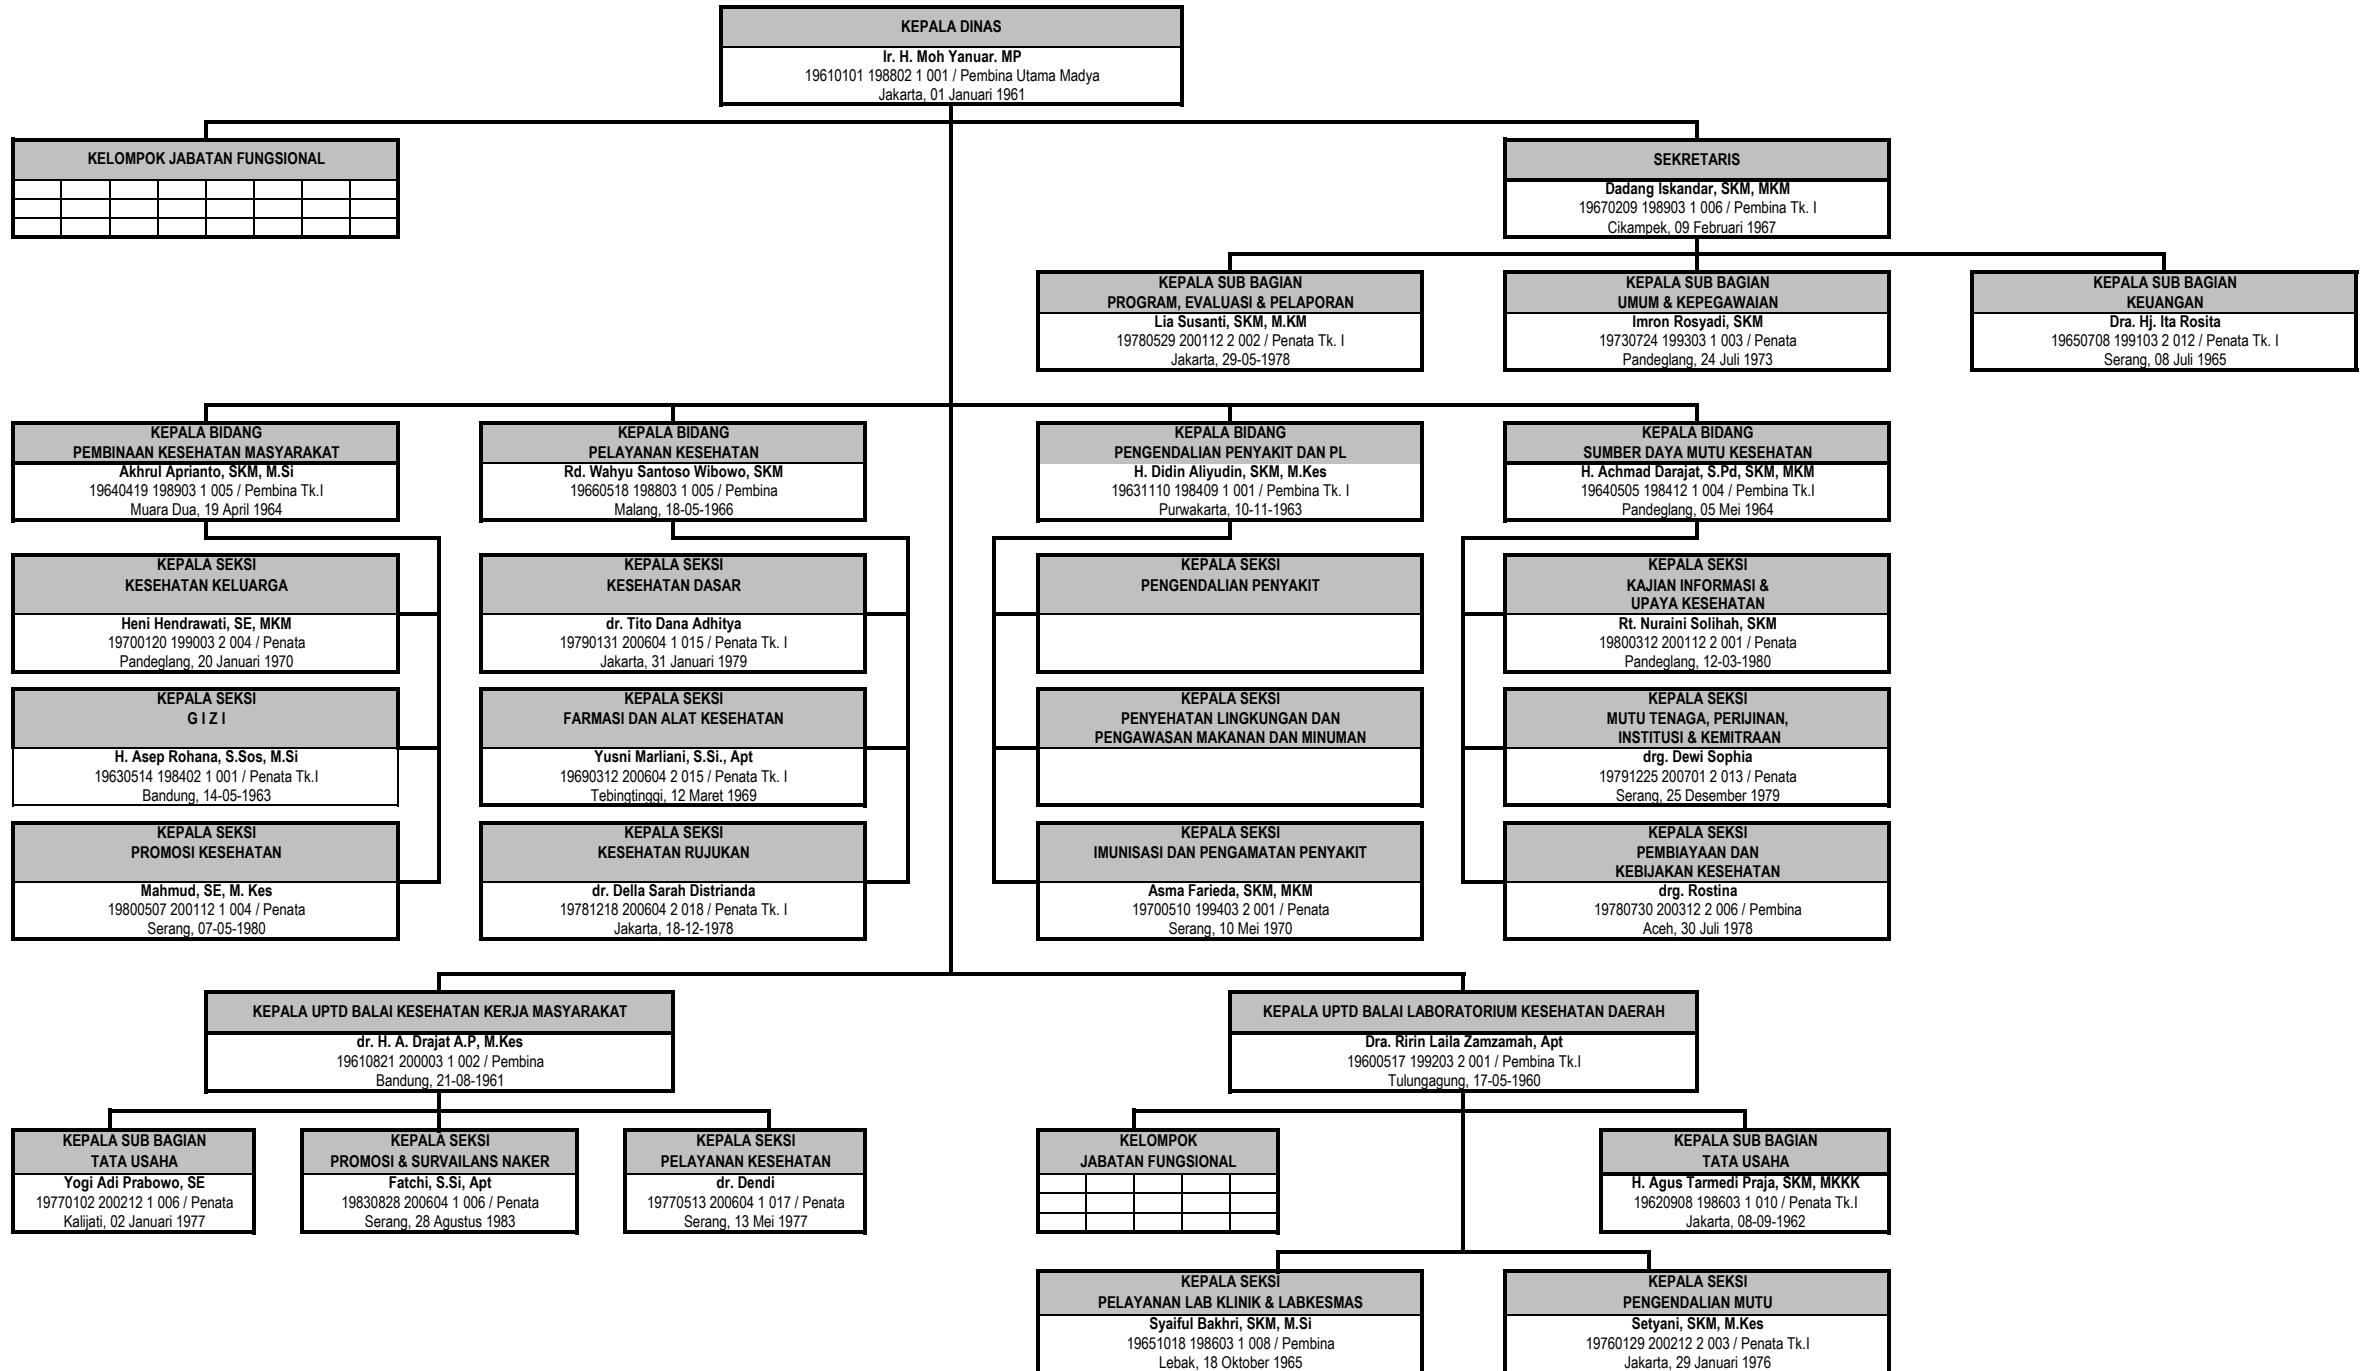 KEPALA DINAS
Ir. H. Moh Yanuar. MP
19610101 198802 1 001 / Pembina Utama Madya
Jakarta, 01 Januari 1961
KELOMPOK JABATAN FUNGSIONAL
SEKRETARIS
Dadang Iskandar, SKM, MKM
19670209 198903 1 006 / Pembina Tk. I
Cikampek, 09 Februari 1967
KEPALA SUB BAGIAN
PROGRAM, EVALUASI & PELAPORAN
Lia Susanti, SKM, M.KM
19780529 200112 2 002 / Penata Tk. I
Jakarta, 29-05-1978
KEPALA SUB BAGIAN
UMUM & KEPEGAWAIAN
Imron Rosyadi, SKM
19730724 199303 1 003 / Penata
Pandeglang, 24 Juli 1973
KEPALA SUB BAGIAN
KEUANGAN
Dra. Hj. Ita Rosita
19650708 199103 2 012 / Penata Tk. I
Serang, 08 Juli 1965
KEPALA BIDANG
PEMBINAAN KESEHATAN MASYARAKAT
Akhrul Aprianto, SKM, M.Si
19640419 198903 1 005 / Pembina Tk.I
Muara Dua, 19 April 1964
KEPALA BIDANG
PELAYANAN KESEHATAN
Rd. Wahyu Santoso Wibowo, SKM
19660518 198803 1 005 / Pembina
Malang, 18-05-1966
KEPALA BIDANG
PENGENDALIAN PENYAKIT DAN PL
H. Didin Aliyudin, SKM, M.Kes
19631110 198409 1 001 / Pembina Tk. I
Purwakarta, 10-11-1963
KEPALA BIDANG
SUMBER DAYA MUTU KESEHATAN
H. Achmad Darajat, S.Pd, SKM, MKM
19640505 198412 1 004 / Pembina Tk.I
Pandeglang, 05 Mei 1964
KEPALA SEKSI
KESEHATAN KELUARGA
Heni Hendrawati, SE, MKM
19700120 199003 2 004 / Penata
Pandeglang, 20 Januari 1970
KEPALA SEKSI
KESEHATAN DASAR
dr. Tito Dana Adhitya
19790131 200604 1 015 / Penata Tk. I
Jakarta, 31 Januari 1979
KEPALA SEKSI
PENGENDALIAN PENYAKIT
KEPALA SEKSI
KAJIAN INFORMASI &
UPAYA KESEHATAN
Rt. Nuraini Solihah, SKM
19800312 200112 2 001 / Penata
Pandeglang, 12-03-1980
KEPALA SEKSI
G I Z I
H. Asep Rohana, S.Sos, M.Si
19630514 198402 1 001 / Penata Tk.I
Bandung, 14-05-1963
KEPALA SEKSI
FARMASI DAN ALAT KESEHATAN
Yusni Marliani, S.Si., Apt
19690312 200604 2 015 / Penata Tk. I
Tebingtinggi, 12 Maret 1969
KEPALA SEKSI
PENYEHATAN LINGKUNGAN DAN
PENGAWASAN MAKANAN DAN MINUMAN
KEPALA SEKSI
MUTU TENAGA, PERIJINAN,
INSTITUSI & KEMITRAAN
drg. Dewi Sophia
19791225 200701 2 013 / Penata
Serang, 25 Desember 1979
KEPALA SEKSI
PROMOSI KESEHATAN
Mahmud, SE, M. Kes
19800507 200112 1 004 / Penata
Serang, 07-05-1980
KEPALA SEKSI
KESEHATAN RUJUKAN
dr. Della Sarah Distrianda
19781218 200604 2 018 / Penata Tk. I
Jakarta, 18-12-1978
KEPALA SEKSI
IMUNISASI DAN PENGAMATAN PENYAKIT
Asma Farieda, SKM, MKM
19700510 199403 2 001 / Penata
Serang, 10 Mei 1970
KEPALA SEKSI
PEMBIAYAAN DAN
KEBIJAKAN KESEHATAN
drg. Rostina
19780730 200312 2 006 / Pembina
Aceh, 30 Juli 1978
KEPALA UPTD BALAI KESEHATAN KERJA MASYARAKAT
dr. H. A. Drajat A.P, M.Kes
19610821 200003 1 002 / Pembina
Bandung, 21-08-1961
KEPALA UPTD BALAI LABORATORIUM KESEHATAN DAERAH
Dra. Ririn Laila Zamzamah, Apt
19600517 199203 2 001 / Pembina Tk.I
Tulungagung, 17-05-1960
KEPALA SUB BAGIAN
TATA USAHA
Yogi Adi Prabowo, SE
19770102 200212 1 006 / Penata
Kalijati, 02 Januari 1977
KEPALA SEKSI
PROMOSI & SURVAILANS NAKER
Fatchi, S.Si, Apt
19830828 200604 1 006 / Penata
Serang, 28 Agustus 1983
KEPALA SEKSI
PELAYANAN KESEHATAN
dr. Dendi
19770513 200604 1 017 / Penata
Serang, 13 Mei 1977
KELOMPOK
JABATAN FUNGSIONAL
KEPALA SUB BAGIAN
TATA USAHA
H. Agus Tarmedi Praja, SKM, MKKK
19620908 198603 1 010 / Penata Tk.I
Jakarta, 08-09-1962
KEPALA SEKSI
PELAYANAN LAB KLINIK & LABKESMAS
Syaiful Bakhri, SKM, M.Si
19651018 198603 1 008 / Pembina
Lebak, 18 Oktober 1965
KEPALA SEKSI
PENGENDALIAN MUTU
Setyani, SKM, M.Kes
19760129 200212 2 003 / Penata Tk.I
Jakarta, 29 Januari 1976